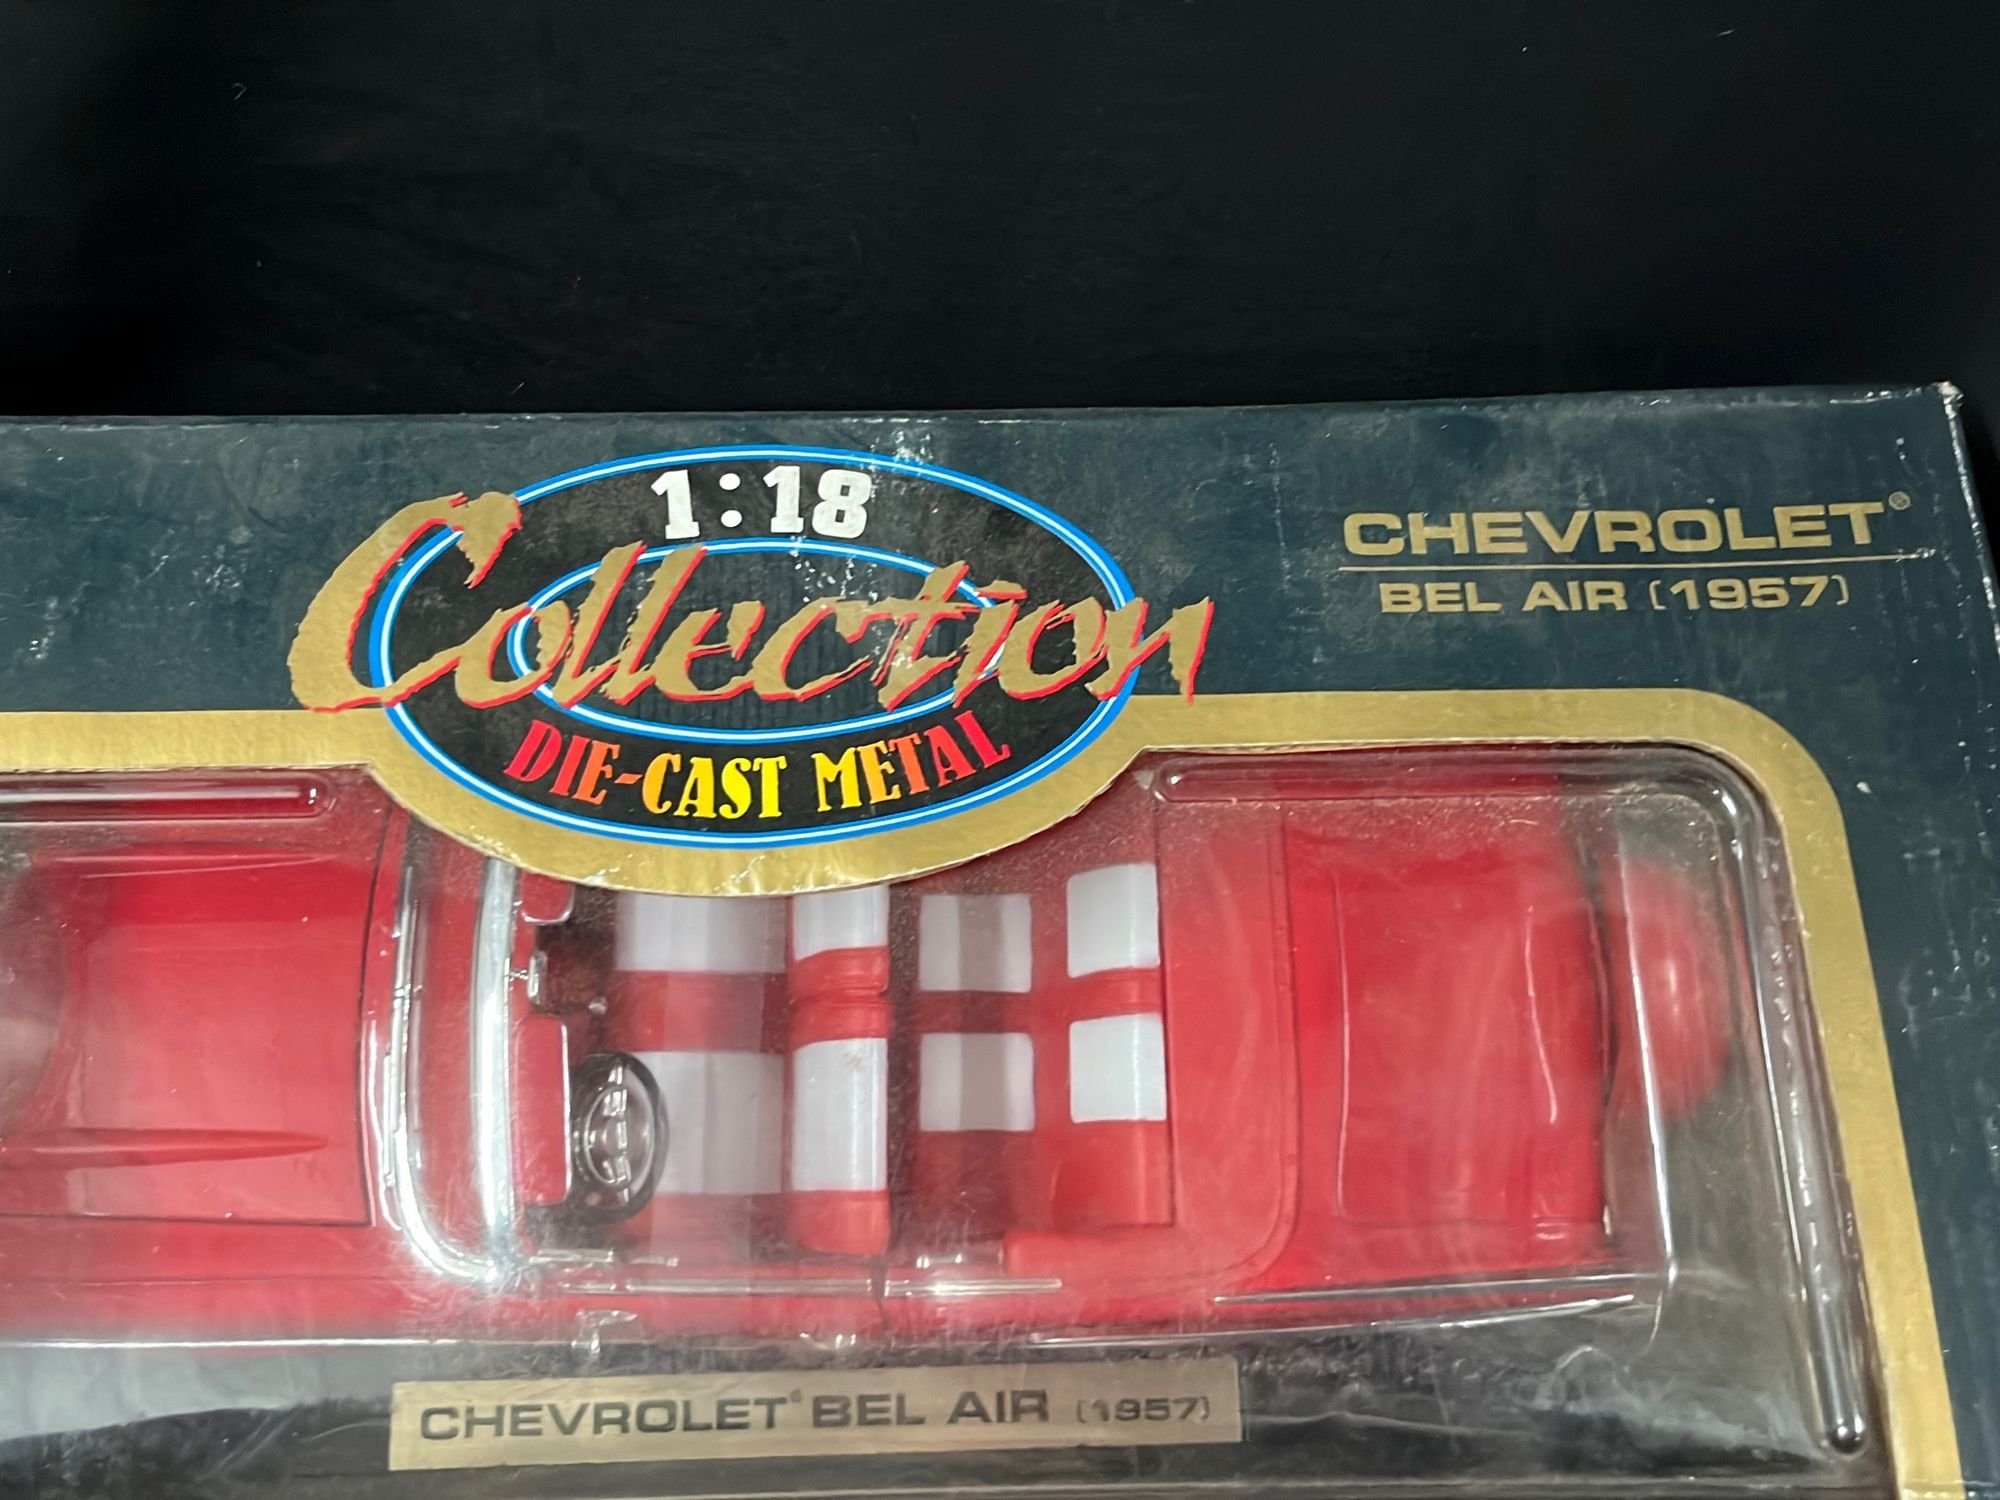 1:18
Collection
DIE-CAST METAL
CHEVROLET®
BEL AIR (1957)
CHEVROLET® BEL AIR (1957)